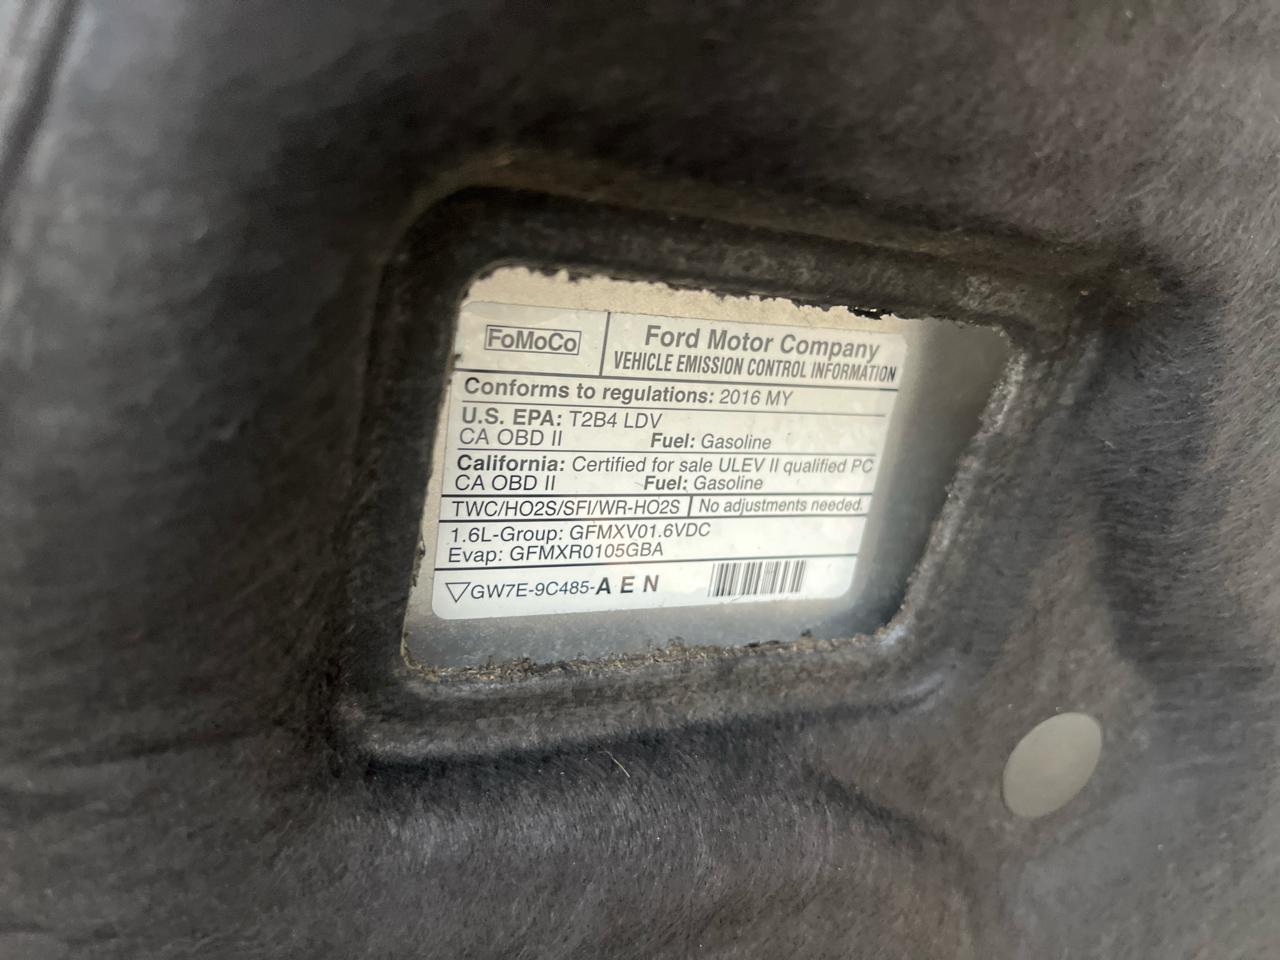 FoMoCo
Ford Motor Company
VEHICLE EMISSION CONTROL INFORMATION
Conforms to regulations: 2016 MY
U.S. EPA: T2B4 LDV
CA OBD II Fuel: Gasoline
California: Certified for sale ULEV II qualified PC
CA OBD II Fuel: Gasoline
TWC/HO2S/SFI/WR-HO2S No adjustments needed.
1.6L-Group: GFMXV01.6VDC
Evap: GFMXR0105GBA
GW7E-9C485-A E N